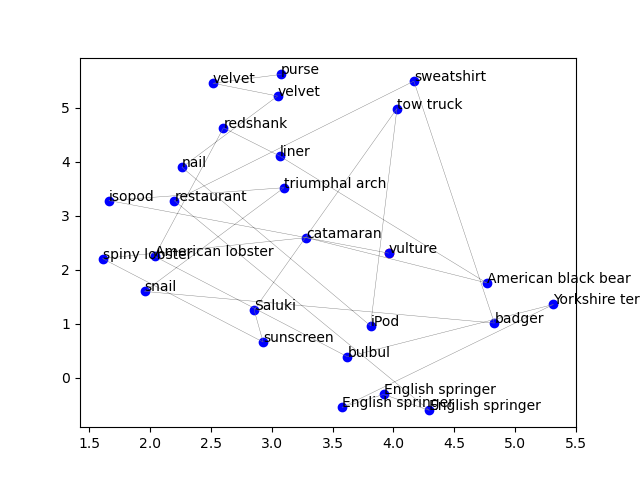 purse
sweatshirt
velvet
velvet
tow truck
redshank
liner
nail
triumphal arch
isopod
restaurant
catamaran
vulture
American lobster
spiny lobster
American black bear
snail
Yorkshire ter
Saluki
badger
iPod
sunscreen
bulbul
English springer
English springer
English springer
5
4
3
2
1
0
1.5 2.0 2.5 3.0 3.5 4.0 4.5 5.0 5.5